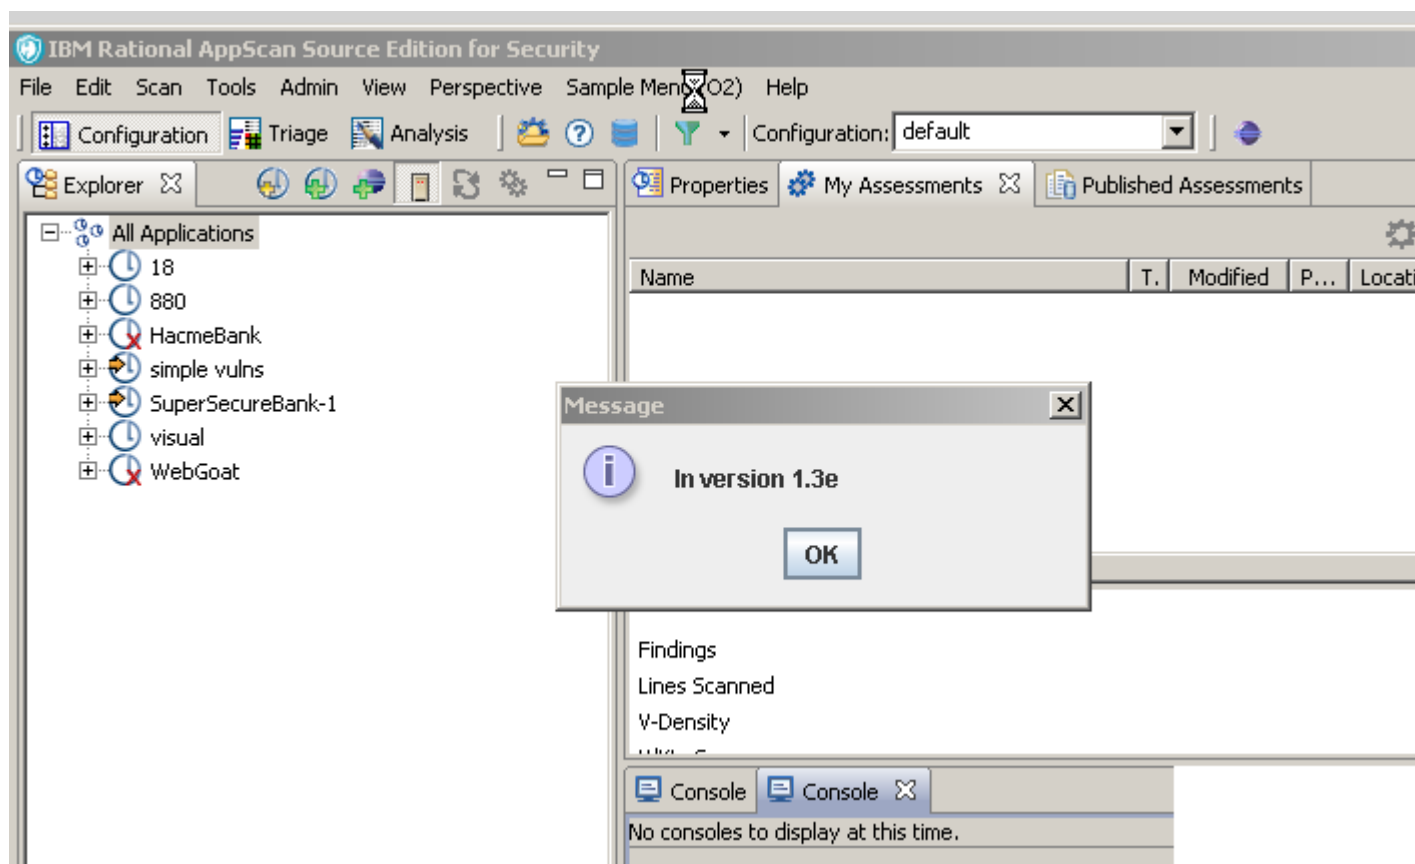 IBM Rational AppScan Source Edition for Security
File Edit Scan Tools Admin View Perspective Sample Menu (O2) Help
Configuration Triage Analysis Configuration: default
Explorer
All Applications
18
880
HacmeBank
simple vulns
SuperSecureBank-1
visual
WebGoat
Properties My Assessments Published Assessments
Name T. Modified P... Locati
Message
In version 1.3e
OK
Findings
Lines Scanned
V-Density
Console Console
No consoles to display at this time.